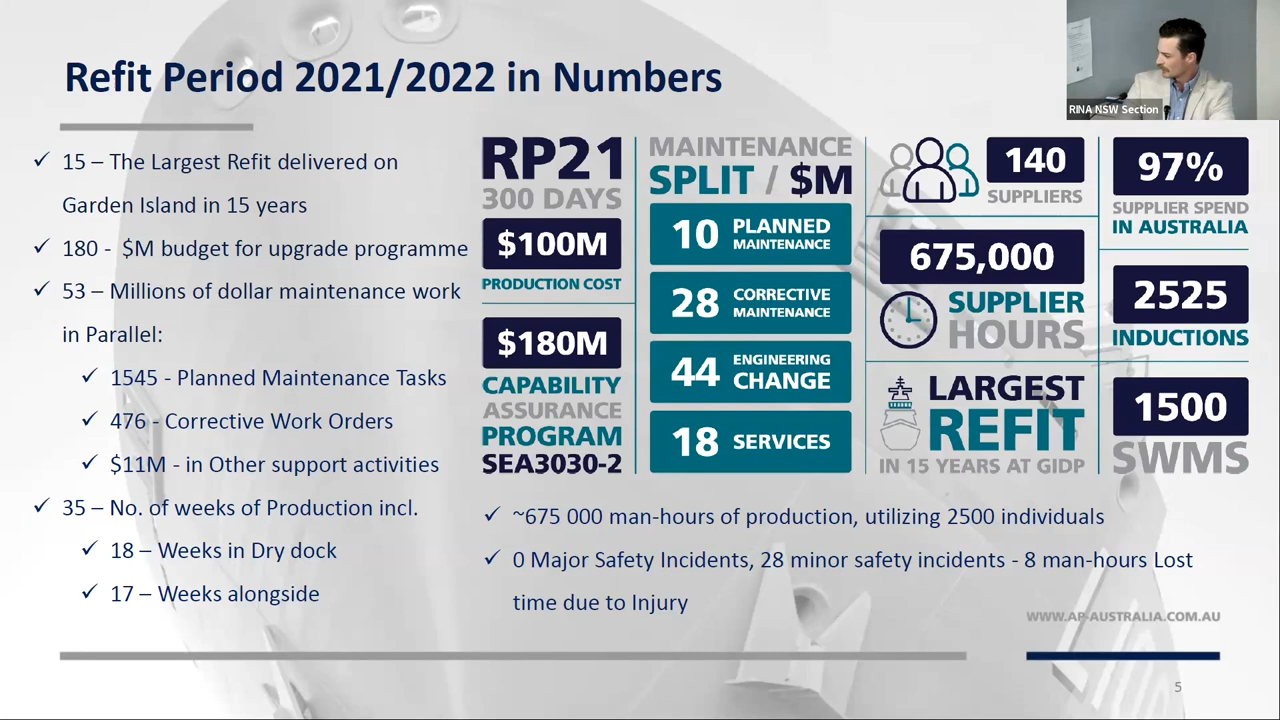 Refit Period 2021/2022 in Numbers
RINA NSW Section
15 – The Largest Refit delivered on
Garden Island in 15 years
180 - $M budget for upgrade programme
53 – Millions of dollar maintenance work
in Parallel:
1545 - Planned Maintenance Tasks
476 - Corrective Work Orders
$11M - in Other support activities
35 – No. of weeks of Production incl.
18 – Weeks in Dry dock
17 – Weeks alongside
RP21
300 DAYS
$100M
PRODUCTION COST
$180M
CAPABILITY
ASSURANCE
PROGRAM
SEA3030-2
MAINTENANCE
SPLIT / $M
10 PLANNED
MAINTENANCE
28 CORRECTIVE
MAINTENANCE
44 ENGINEERING
CHANGE
18 SERVICES
140
SUPPLIERS
675,000
SUPPLIER
HOURS
LARGEST
REFIT
IN 15 YEARS AT GIDP
97%
SUPPLIER SPEND
IN AUSTRALIA
2525
INDUCTIONS
1500
SWMS
~675 000 man-hours of production, utilizing 2500 individuals
0 Major Safety Incidents, 28 minor safety incidents - 8 man-hours Lost
time due to Injury
WWW.AP-AUSTRALIA.COM.AU
5